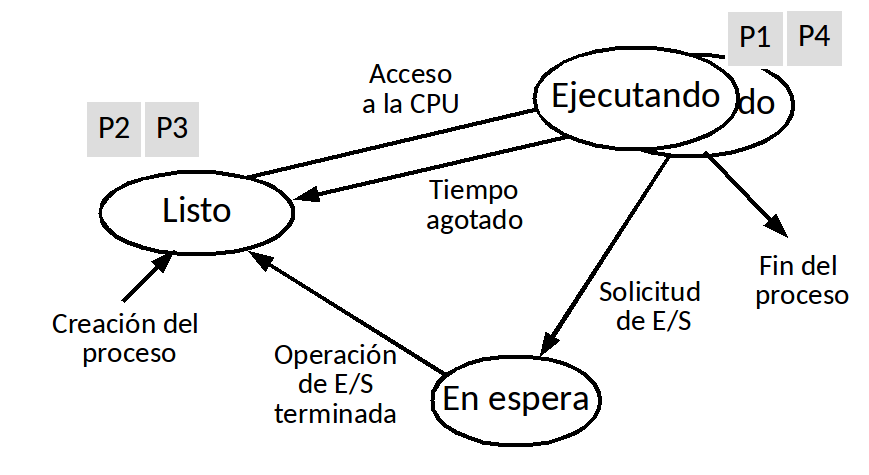 P1 P4
Acceso
a la CPU
Ejecutando
do
P2 P3
Listo
Tiempo
agotado
Fin del
proceso
Solicitud
de E/S
Creación del
proceso
Operación
de E/S
terminada
En espera